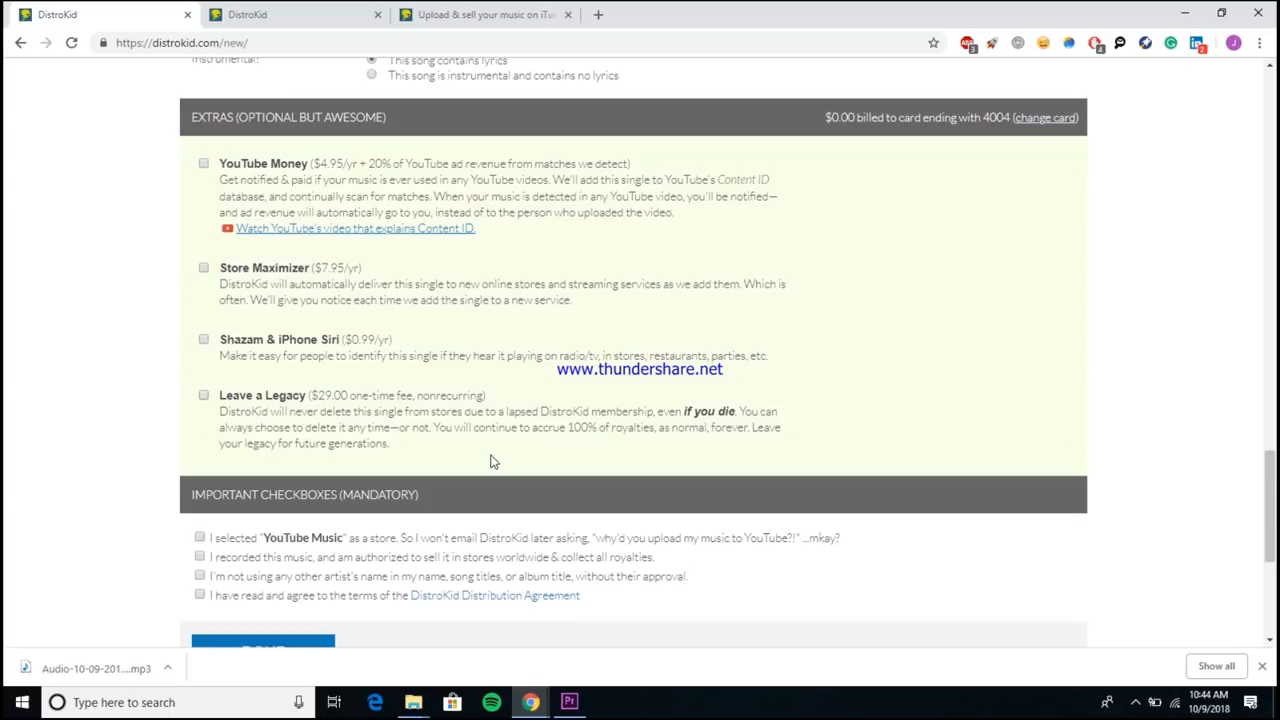 DistroKid
DistroKid
Upload & sell your music on iTu
https://distrokid.com/new/
3
4
2
J
Instrumental:
This song contains lyrics
This song is instrumental and contains no lyrics
EXTRAS (OPTIONAL BUT AWESOME)
$0.00 billed to card ending with 4004 (change card)
YouTube Money ($4.95/yr + 20% of YouTube ad revenue from matches we detect)
Get notified & paid if your music is ever used in any YouTube videos. We'll add this single to YouTube's Content ID
database, and continually scan for matches. When your music is detected in any YouTube video, you'll be notified—
and ad revenue will automatically go to you, instead of to the person who uploaded the video.
Watch YouTube's video that explains Content ID.
Store Maximizer ($7.95/yr)
DistroKid will automatically deliver this single to new online stores and streaming services as we add them. Which is
often. We'll give you notice each time we add the single to a new service.
Shazam & iPhone Siri ($0.99/yr)
Make it easy for people to identify this single if they hear it playing on radio/tv, in stores, restaurants, parties, etc.
www.thundershare.net
Leave a Legacy ($29.00 one-time fee, nonrecurring)
DistroKid will never delete this single from stores due to a lapsed DistroKid membership, even if you die. You can
always choose to delete it any time—or not. You will continue to accrue 100% of royalties, as normal, forever. Leave
your legacy for future generations.
IMPORTANT CHECKBOXES (MANDATORY)
I selected "YouTube Music" as a store. So I won't email DistroKid later asking, "why'd you upload my music to YouTube?!" ...mkay?
I recorded this music, and am authorized to sell it in stores worldwide & collect all royalties.
I'm not using any other artist's name in my name, song titles, or album title, without their approval.
I have read and agree to the terms of the DistroKid Distribution Agreement
Audio-10-09-201....mp3
Show all
Type here to search
Pr
10:44 AM
10/9/2018